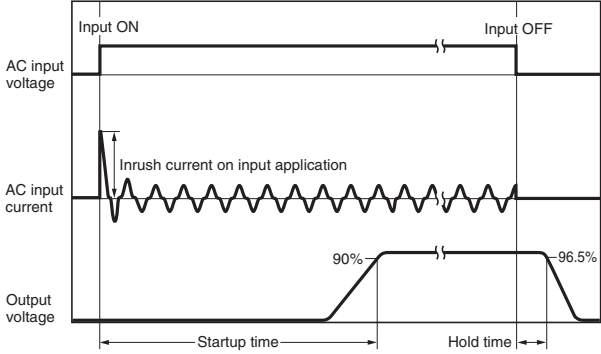 Input ON
Input OFF
AC input
voltage
Inrush current on input application
AC input
current
90%
96.5%
Output
voltage
Startup time
Hold time